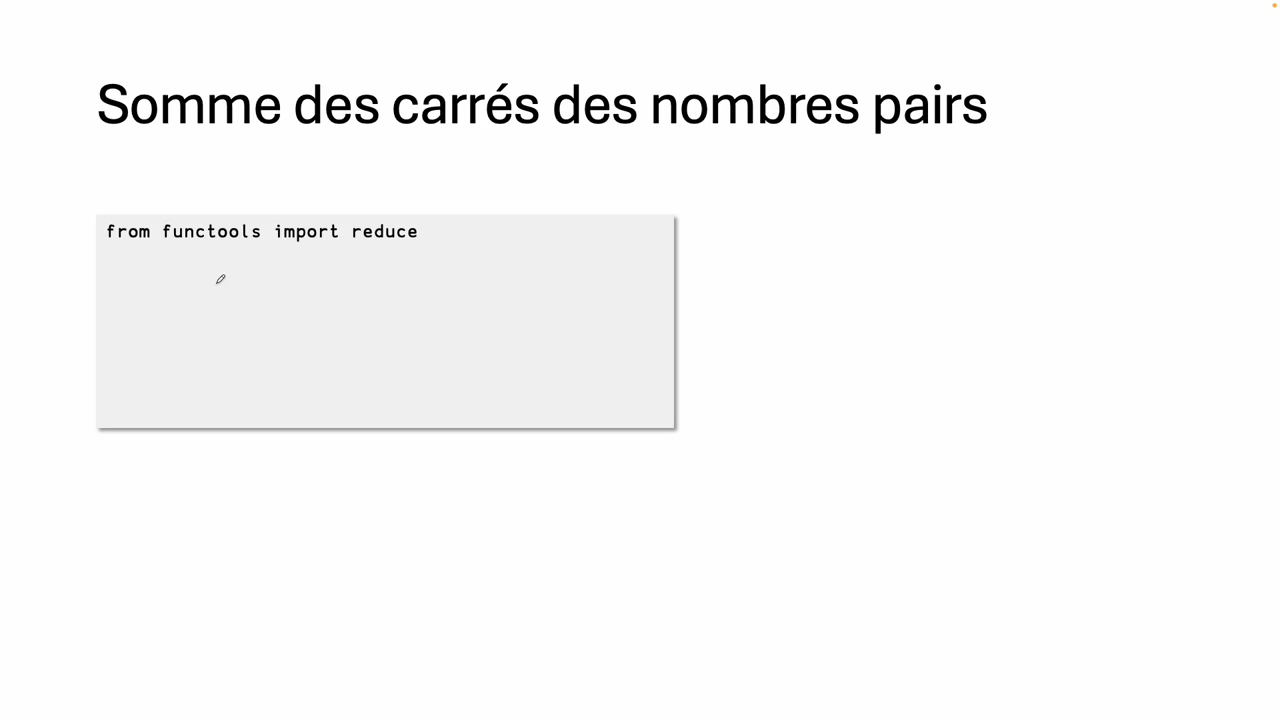 Somme des carrés des nombres pairs
from functools import reduce